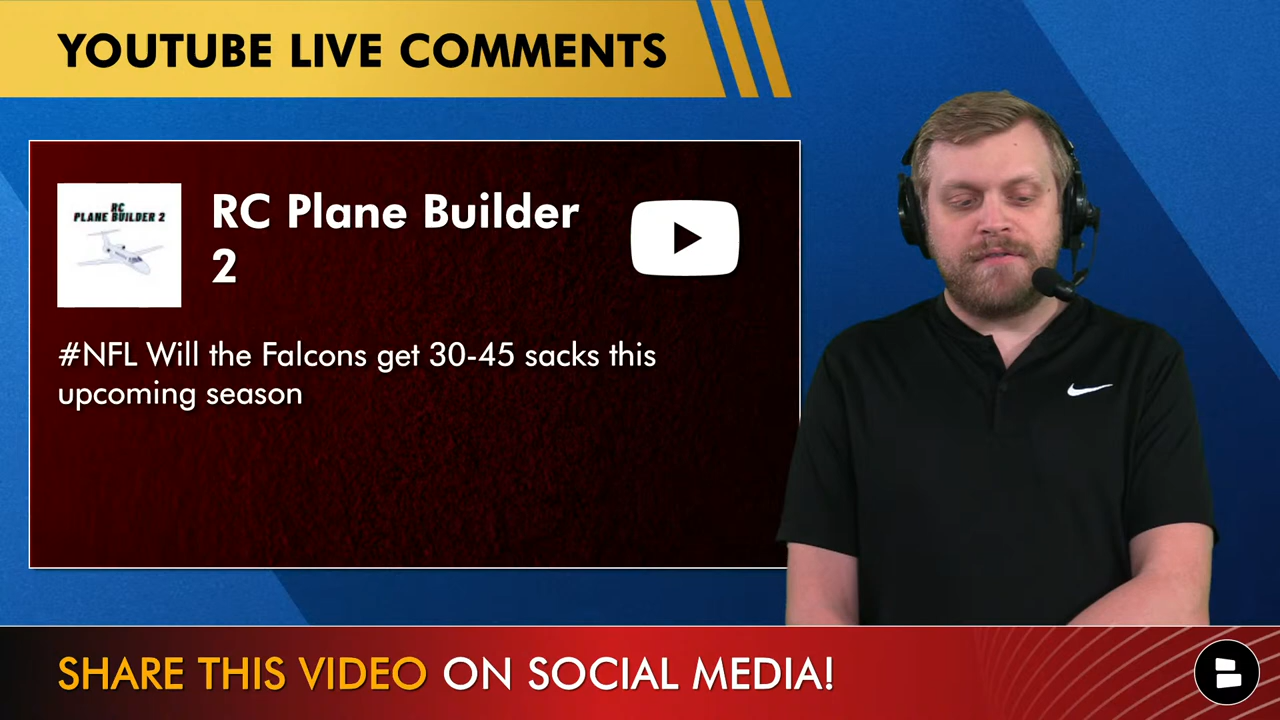 YOUTUBE LIVE COMMENTS
RC
PLANE BUILDER 2
RC Plane Builder
2
#NFL Will the Falcons get 30-45 sacks this
upcoming season
SHARE THIS VIDEO ON SOCIAL MEDIA!